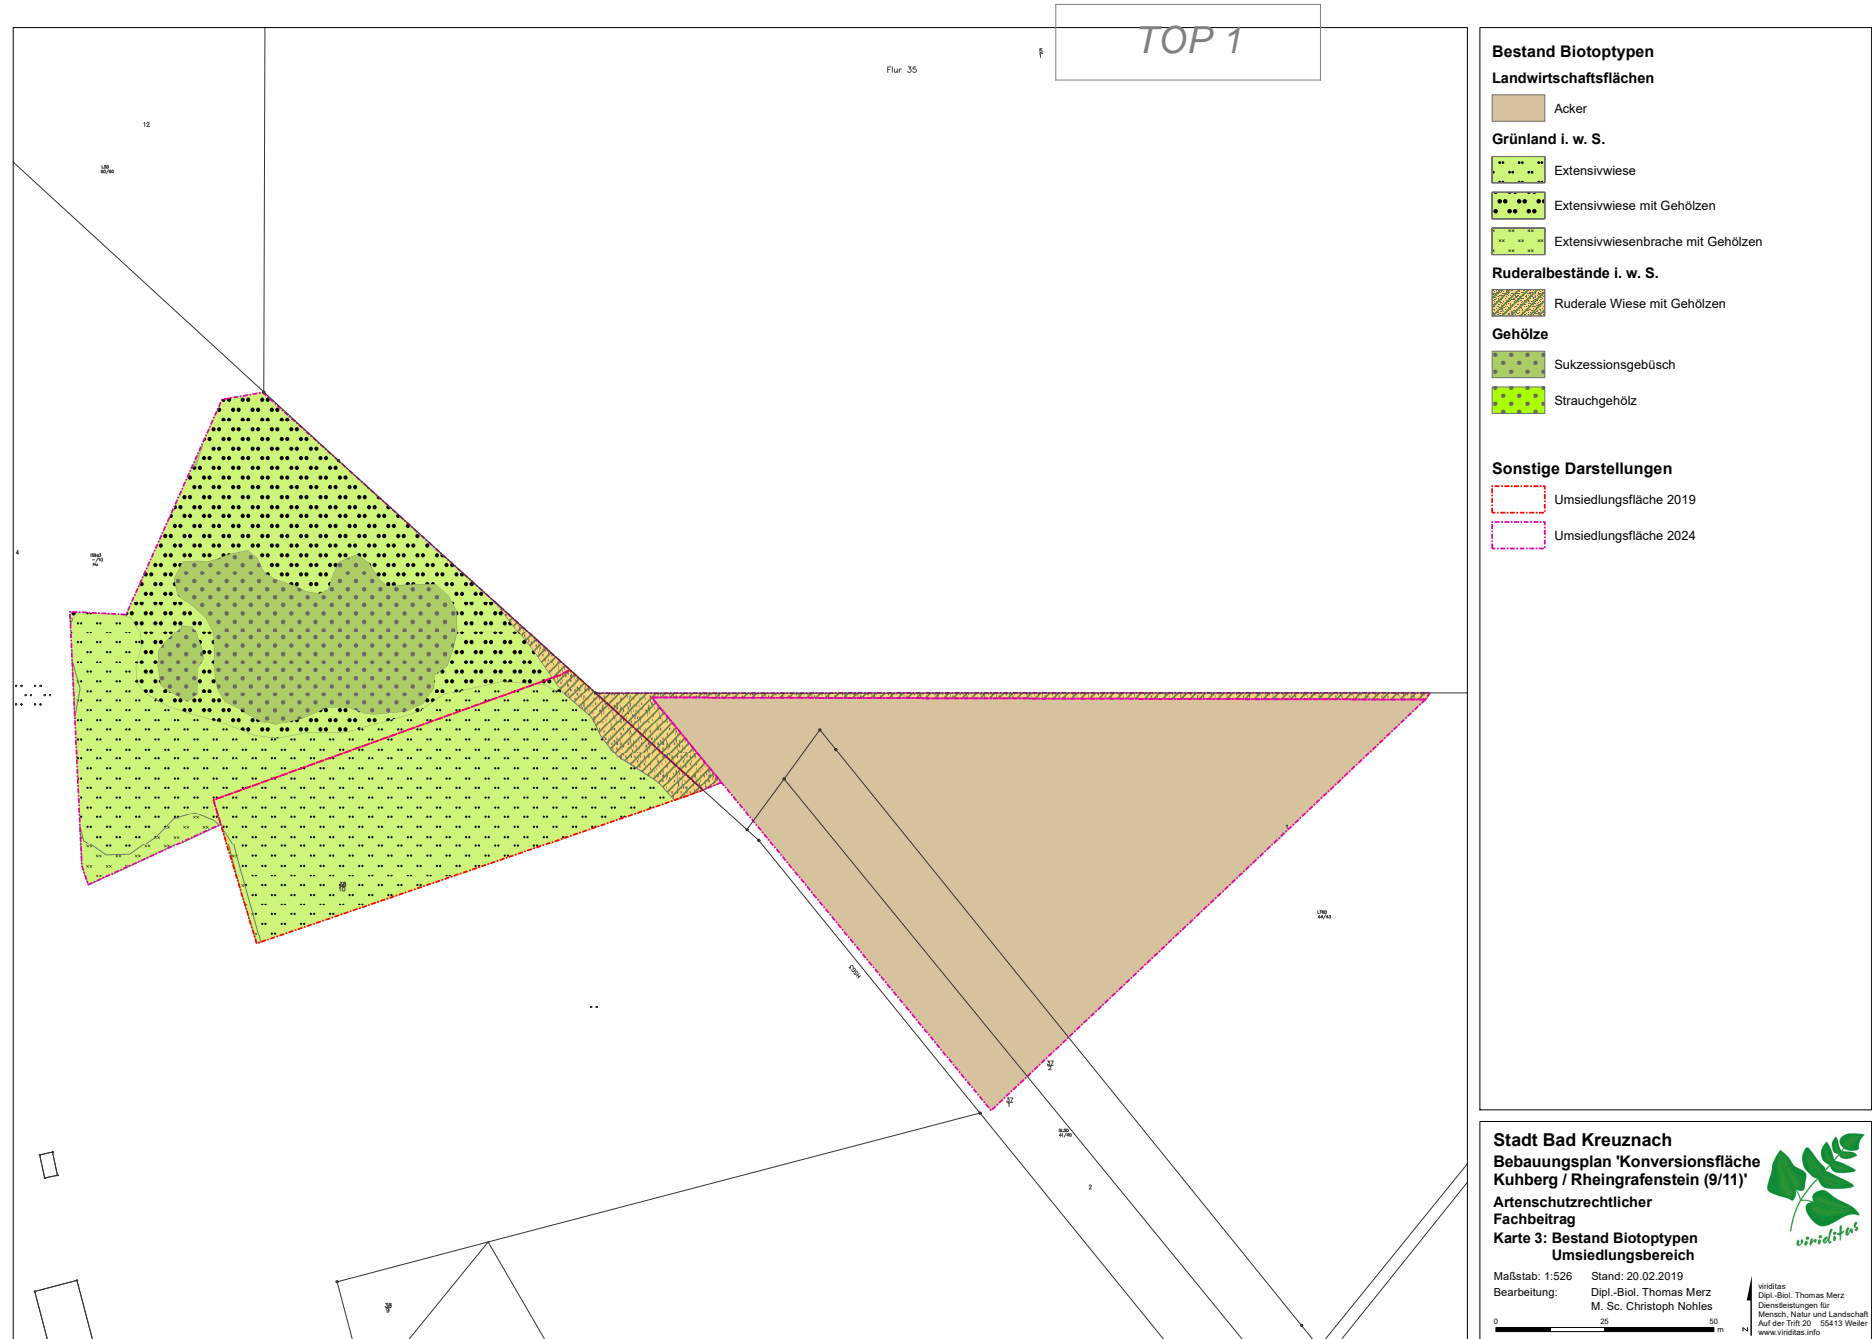 TOP 1
Flur 35
12
4
1
2
Bestand Biotoptypen
Landwirtschaftsflächen
Acker
Grünland i. w. S.
Extensivwiese
Extensivwiese mit Gehölzen
Extensivwiesenbrache mit Gehölzen
Ruderalbestände i. w. S.
Ruderale Wiese mit Gehölzen
Gehölze
Sukzessionsgebüsch
Strauchgehölz
Sonstige Darstellungen
Umsiedlungsfläche 2019
Umsiedlungsfläche 2024
Stadt Bad Kreuznach
Bebauungsplan 'Konversionsfläche
Kuhberg / Rheingrafenstein (9/11)'
Artenschutzrechtlicher
Fachbeitrag
Karte 3: Bestand Biotoptypen
Umsiedlungsbereich
viriditas
Maßstab: 1:526 Stand: 20.02.2019
Bearbeitung: Dipl.-Biol. Thomas Merz
M. Sc. Christoph Nohles
0 25 50 m
N
viriditas
Dipl.-Biol. Thomas Merz
Dienstleistungen für
Mensch, Natur und Landschaft
Auf der Trift 20 55413 Weiler
www.viriditas.info